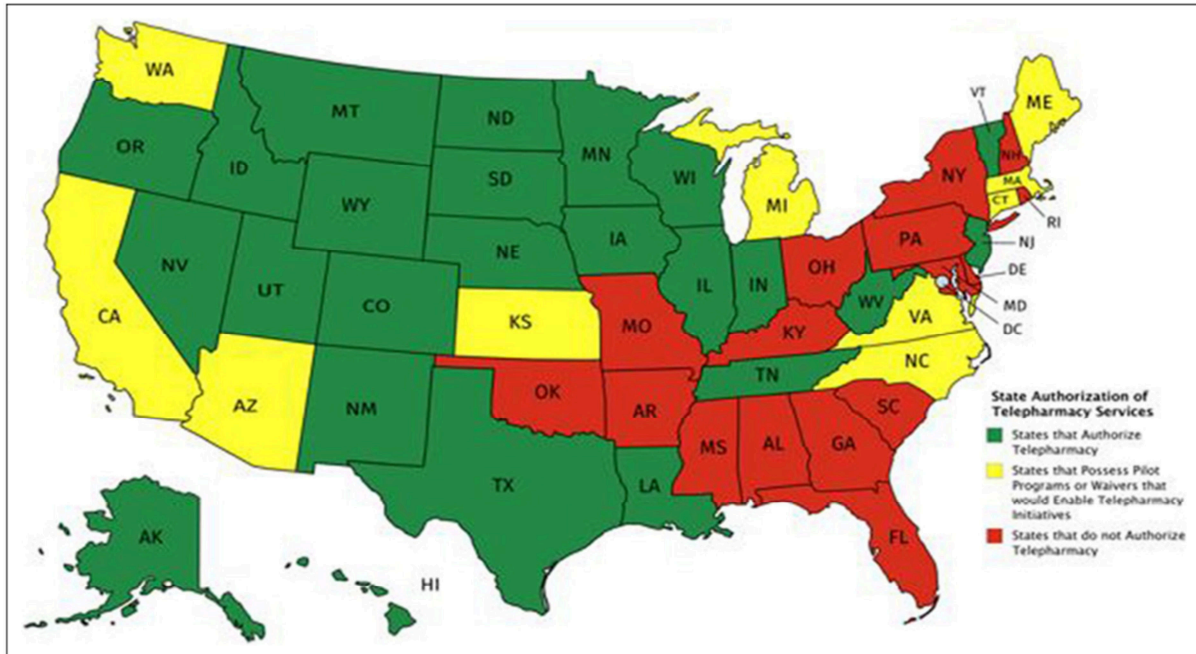 WA
MT
ND
MN
VT
ME
OR
ID
SD
WI
NY
NH
WY
MI
MA
CT
RI
IA
PA
NJ
NV
NE
OH
DE
UT
IL
IN
WV
MD
CO
CA
KS
MO
KY
VA
DC
NC
TN
AZ
NM
OK
AR
SC
MS
AL
GA
TX
LA
FL
AK
HI
State Authorization of
Telepharmacy Services
States that Authorize
Telepharmacy
States that Possess Pilot
Programs or Waivers that
would Enable Telepharmacy
Initiatives
States that do not Authorize
Telepharmacy